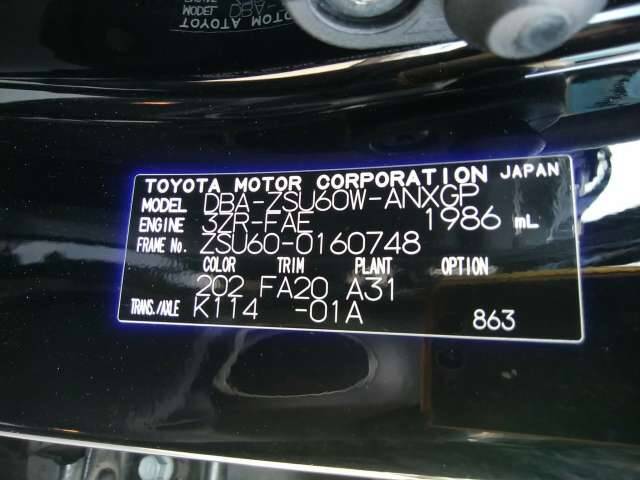 TOYOTA MOTOR CORPORATION JAPAN
MODEL DBA-ZSU60W-ANXGP
ENGINE 3ZR-FAE 1986 mL
FRAME No. ZSU60-0160748
COLOR TRIM PLANT OPTION
202 FA20 A31
TRANS./AXLE K114 -01A 863